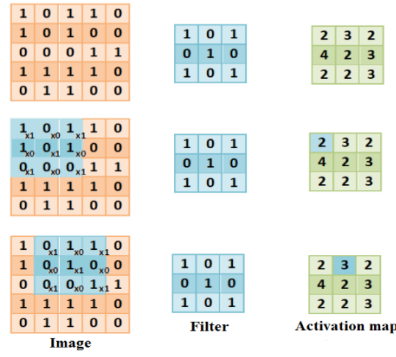 1 0 1 1 0
1 0 1 0 0
0 0 0 1 1
1 1 1 1 0
0 1 1 0 0
1 0 1
0 1 0
1 0 1
2 3 2
4 2 3
2 2 3
1x1 0x0 1x1 1 0
1x0 0x1 1x0 0 0
0x1 0x0 0x1 1 1
1 1 1 1 0
0 1 1 0 0
1 0 1
0 1 0
1 0 1
2 3 2
4 2 3
2 2 3
1 0x1 1x0 1x1 0
1 0x0 1x1 0x0 0
0 0x1 0x0 1x1 1
1 1 1 1 0
0 1 1 0 0
1 0 1
0 1 0
1 0 1
2 3 2
4 2 3
2 2 3
Image
Filter
Activation map